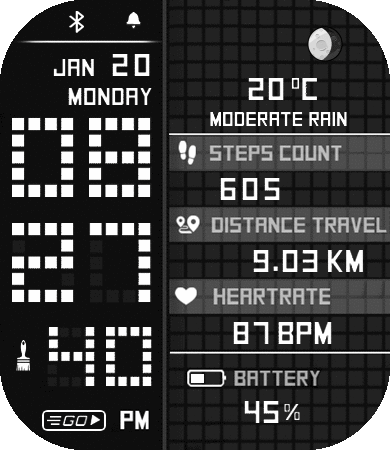 JAN 20
MONDAY
08
27
40
GO PM
20°C
MODERATE RAIN
STEPS COUNT
605
DISTANCE TRAVEL
9.03 KM
HEARTRATE
87 BPM
BATTERY
45%